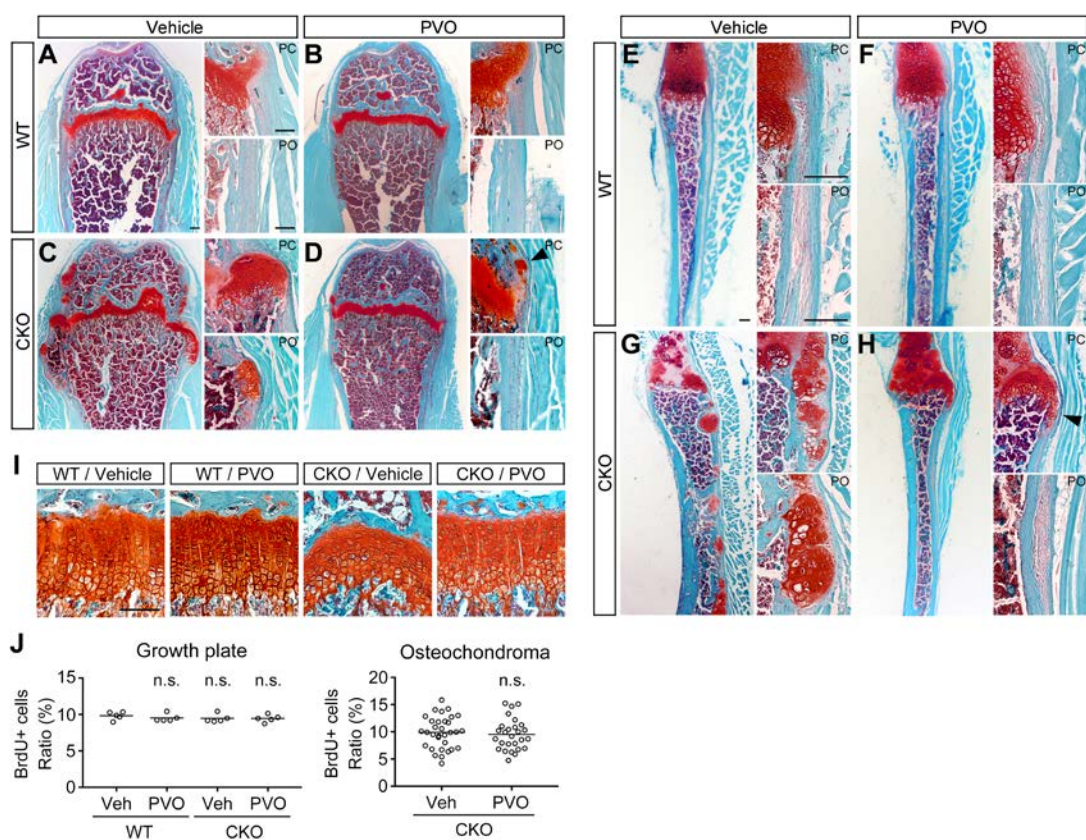 Vehicle PVO
Vehicle PVO
WT
WT
CKO
CKO
A PC
PO
B PC
PO
C PC
PO
D PC
PO
E PC
PO
F PC
PO
G PC
PO
H PC
PO
I
WT / Vehicle WT / PVO CKO / Vehicle CKO / PVO
J
Growth plate
BrdU+ cells
Ratio (%)
15
10
5
0
n.s. n.s. n.s.
Veh PVO Veh PVO
WT CKO
Osteochondroma
BrdU+ cells
Ratio (%)
20
15
10
5
0
n.s.
Veh PVO
CKO